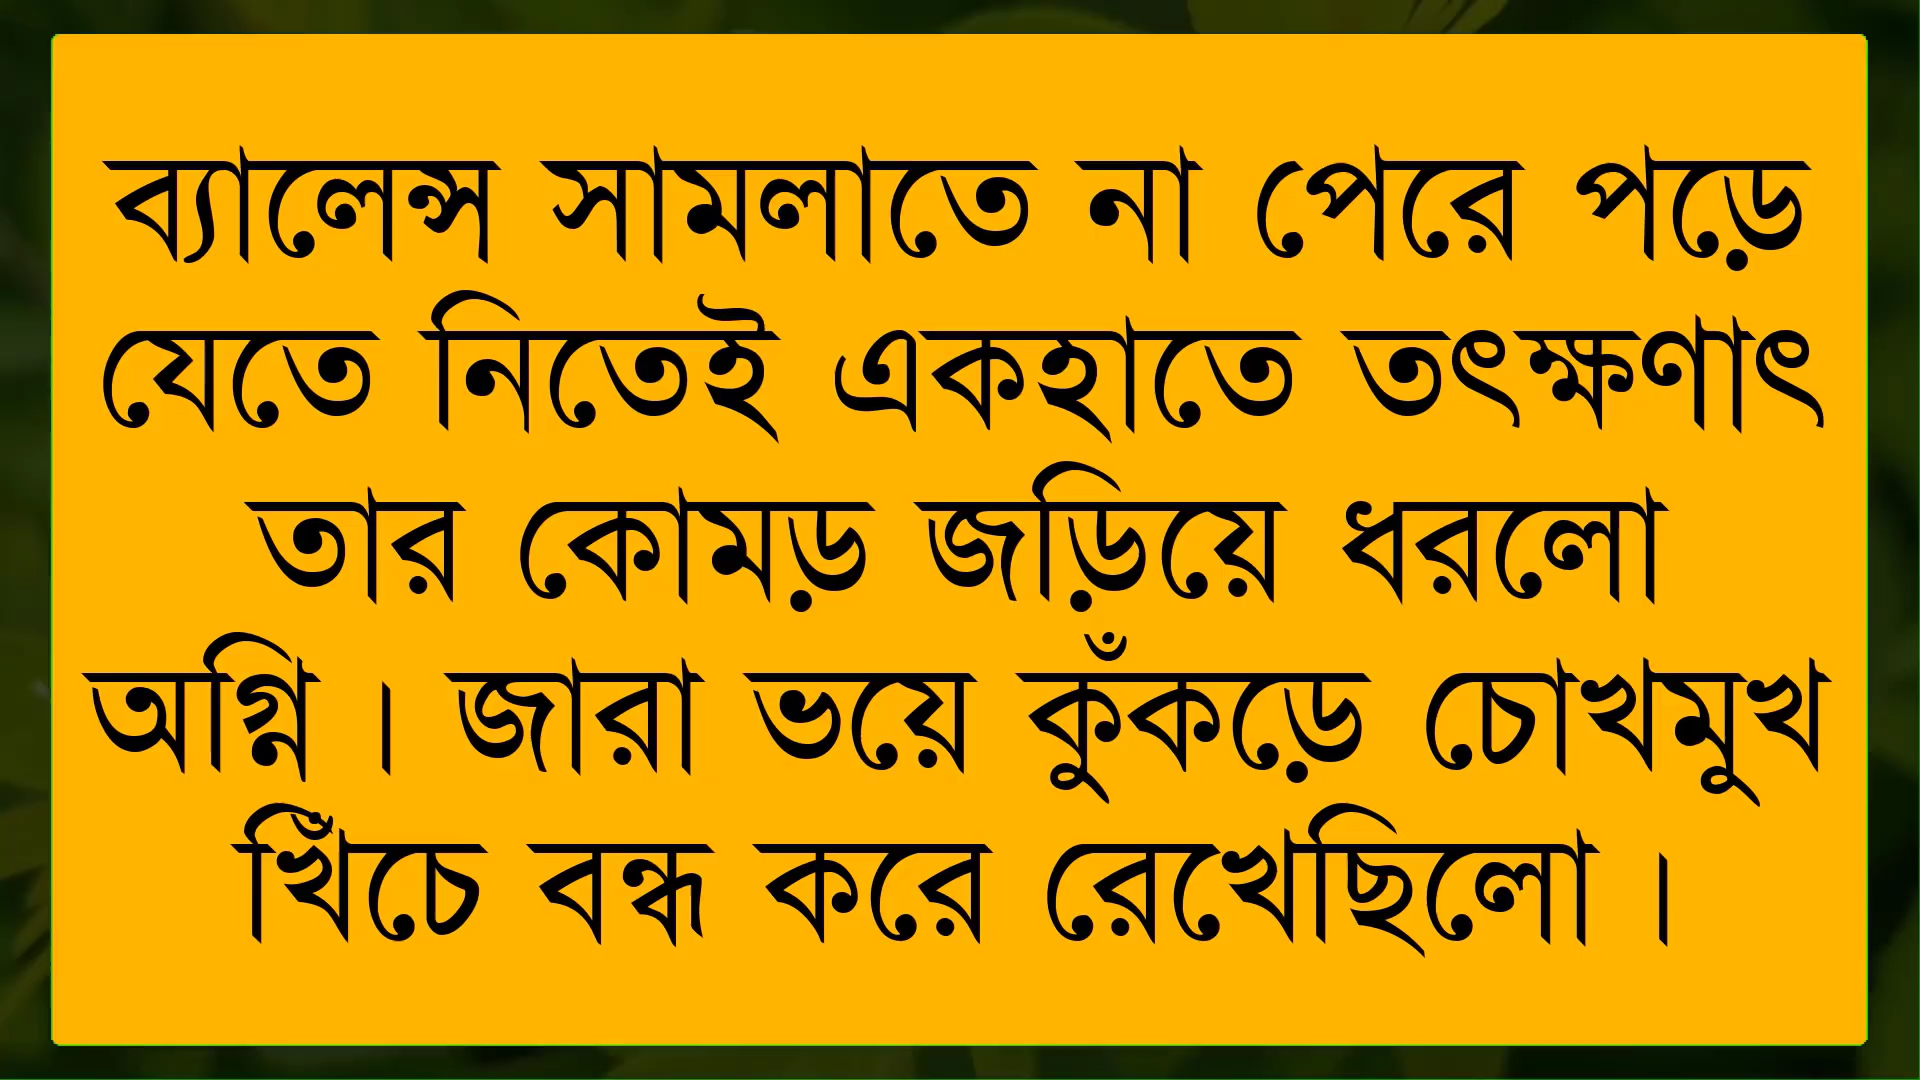 ব্যালেন্স সামলাতে না পেরে পড়ে
যেতে নিতেই একহাতে তৎক্ষণাৎ
তার কোমড় জড়িয়ে ধরলো
অগ্নি । জারা ভয়ে কুঁকড়ে চোখমুখ
খিঁচে বন্ধ করে রেখেছিলো ।